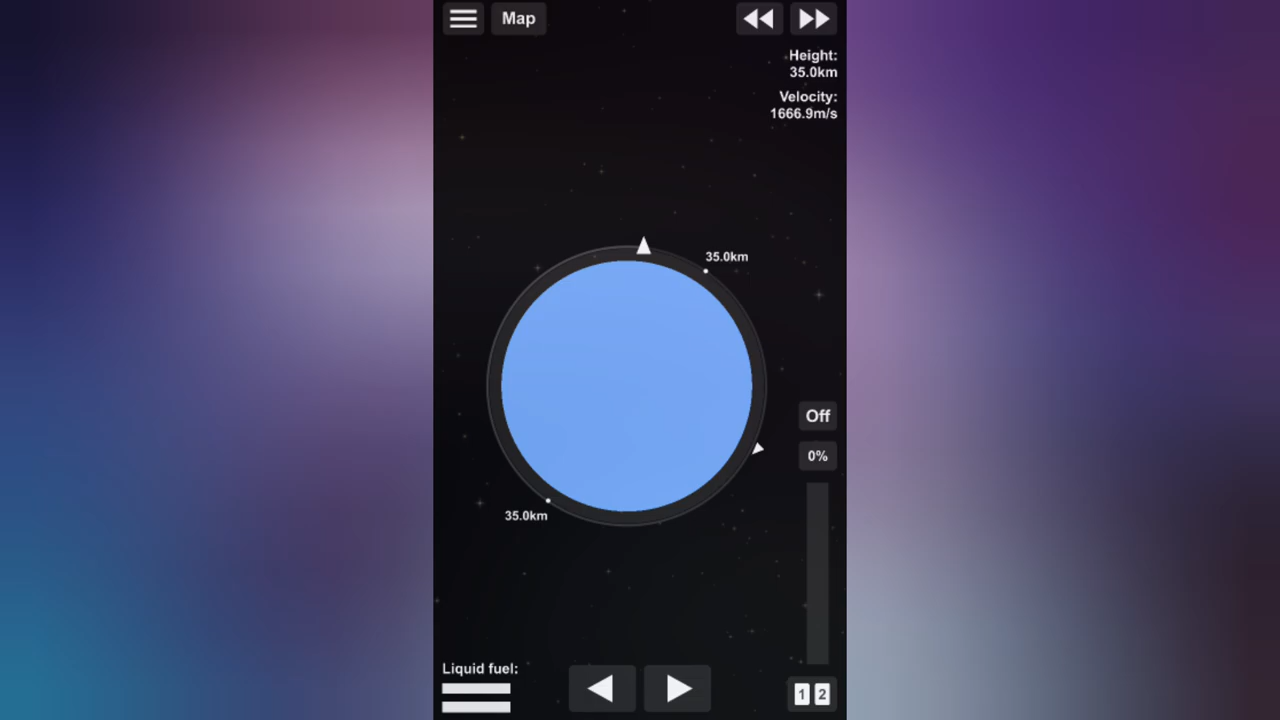 Map
Height:
35.0km
Velocity:
1666.9m/s
35.0km
Off
0%
35.0km
Liquid fuel:
1 2